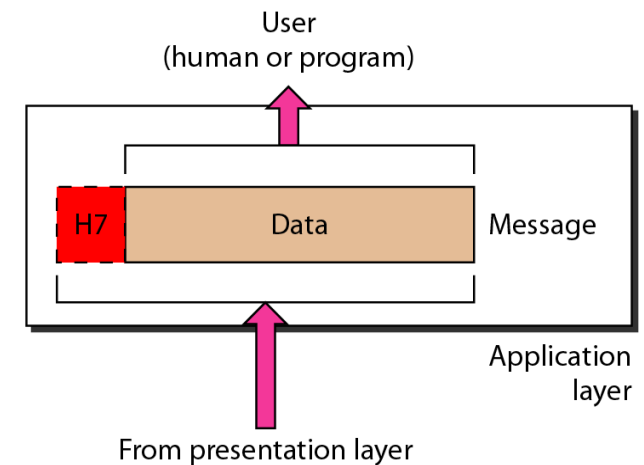 User
(human or program)
H7
Data
Message
Application
layer
From presentation layer